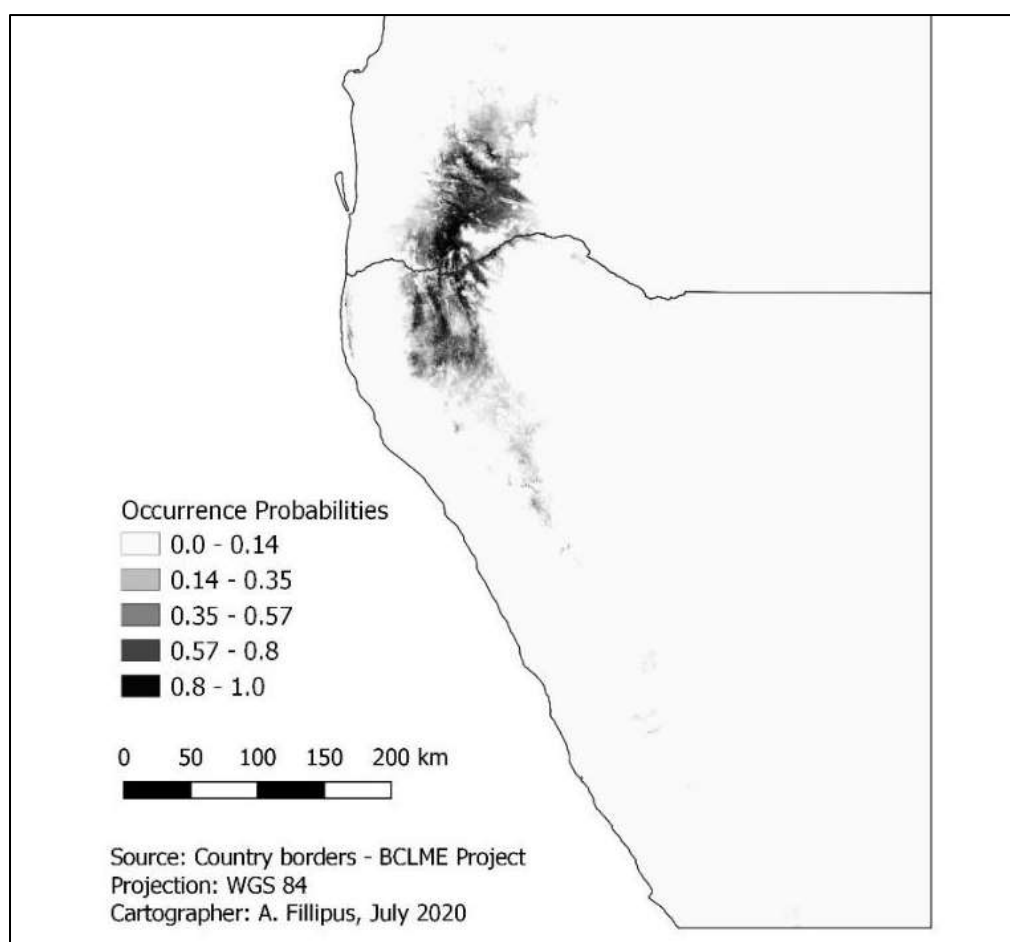 Occurrence Probabilities
0.0 - 0.14
0.14 - 0.35
0.35 - 0.57
0.57 - 0.8
0.8 - 1.0
0 50 100 150 200 km
Source: Country borders - BCLME Project
Projection: WGS 84
Cartographer: A. Fillipus, July 2020